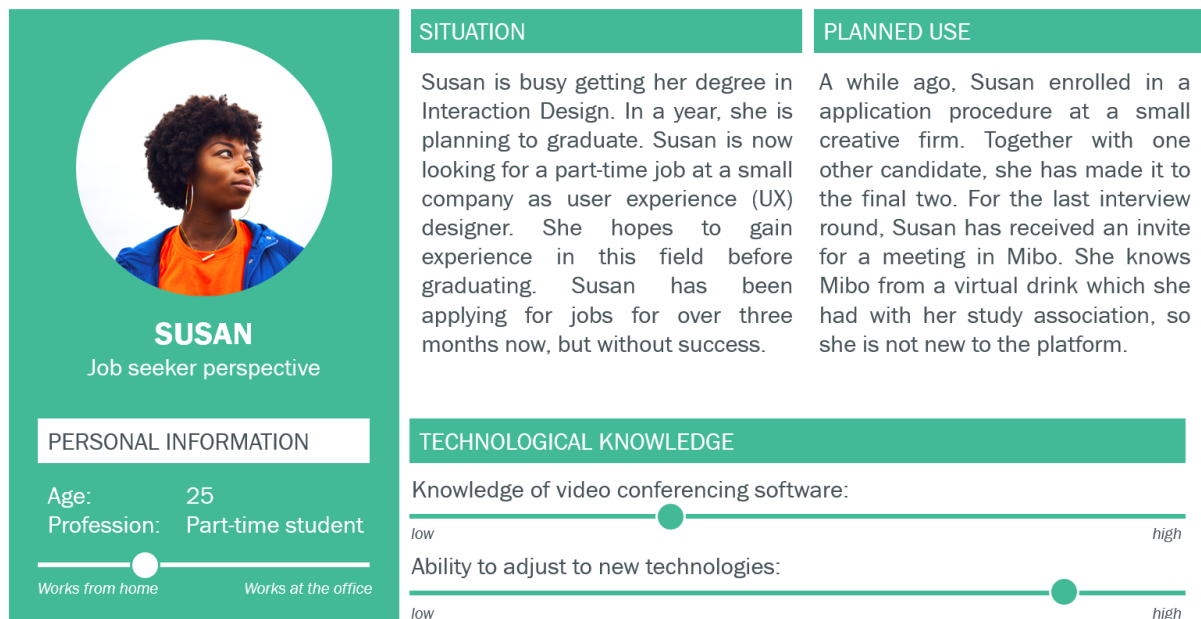 SUSAN
Job seeker perspective
PERSONAL INFORMATION
Age: 25
Profession: Part-time student
Works from home Works at the office
SITUATION
Susan is busy getting her degree in
Interaction Design. In a year, she is
planning to graduate. Susan is now
looking for a part-time job at a small
company as user experience (UX)
designer. She hopes to gain
experience in this field before
graduating. Susan has been
applying for jobs for over three
months now, but without success.
PLANNED USE
A while ago, Susan enrolled in a
application procedure at a small
creative firm. Together with one
other candidate, she has made it to
the final two. For the last interview
round, Susan has received an invite
for a meeting in Mibo. She knows
Mibo from a virtual drink which she
had with her study association, so
she is not new to the platform.
TECHNOLOGICAL KNOWLEDGE
Knowledge of video conferencing software:
low high
Ability to adjust to new technologies:
low high